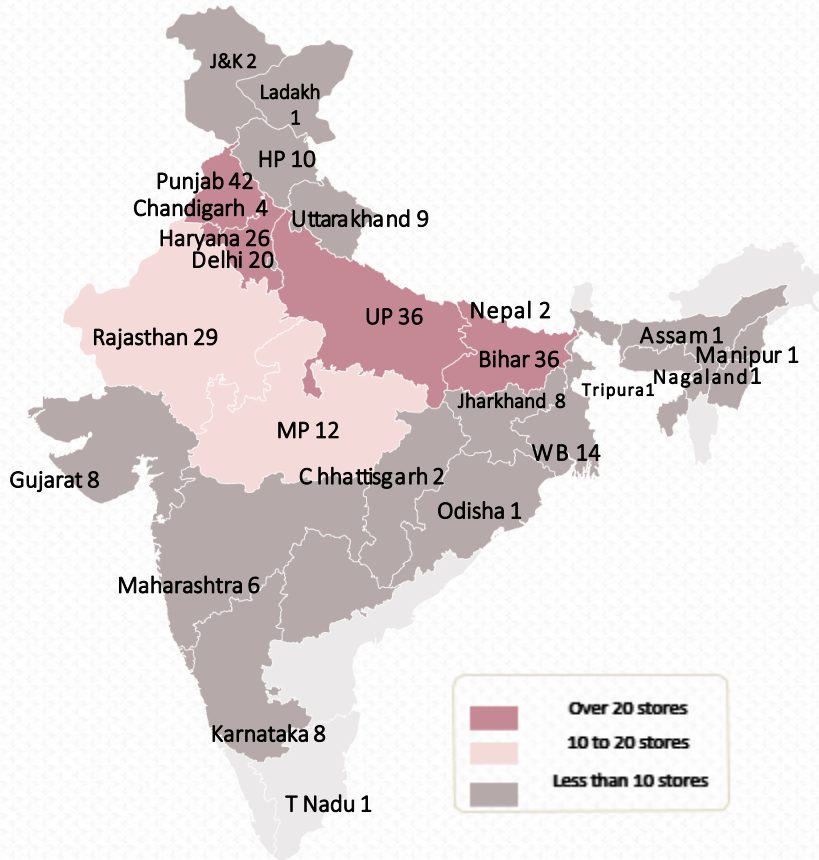 J&K 2
Ladakh
1
HP 10
Punjab 42
Chandigarh 4
Uttarakhand 9
Haryana 26
Delhi 20
Nepal 2
UP 36
Rajasthan 29
Assam 1
Manipur 1
Bihar 36
Nagaland1
Tripura1
Jharkhand 8
MP 12
WB 14
Chhattisgarh 2
Gujarat 8
Odisha 1
Maharashtra 6
Karnataka 8
T Nadu 1
Over 20 stores
10 to 20 stores
Less than 10 stores